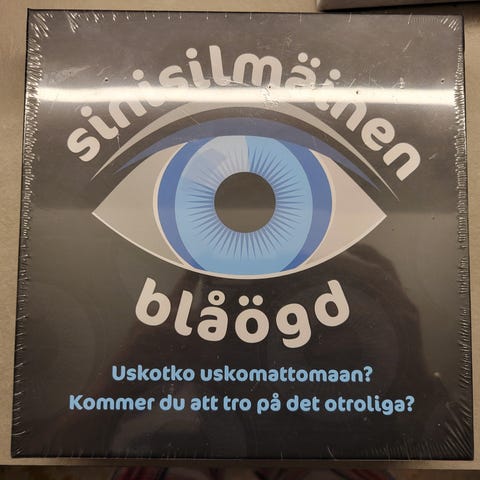 sinisilmäinen
blåögd
Uskotko uskomattomaan?
Kommer du att tro på det otroliga?